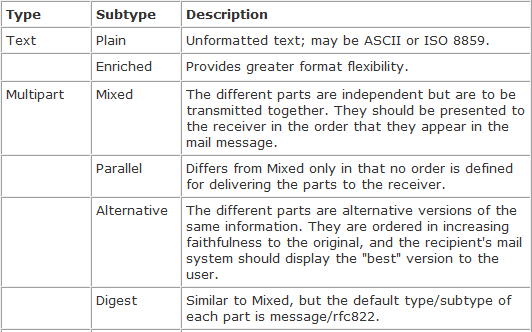 Type Subtype Description
Text Plain Unformatted text; may be ASCII or ISO 8859.
Enriched Provides greater format flexibility.
Multipart Mixed The different parts are independent but are to be
transmitted together. They should be presented to
the receiver in the order that they appear in the
mail message.
Parallel Differs from Mixed only in that no order is defined
for delivering the parts to the receiver.
Alternative The different parts are alternative versions of the
same information. They are ordered in increasing
faithfulness to the original, and the recipient's mail
system should display the "best" version to the
user.
Digest Similar to Mixed, but the default type/subtype of
each part is message/rfc822.